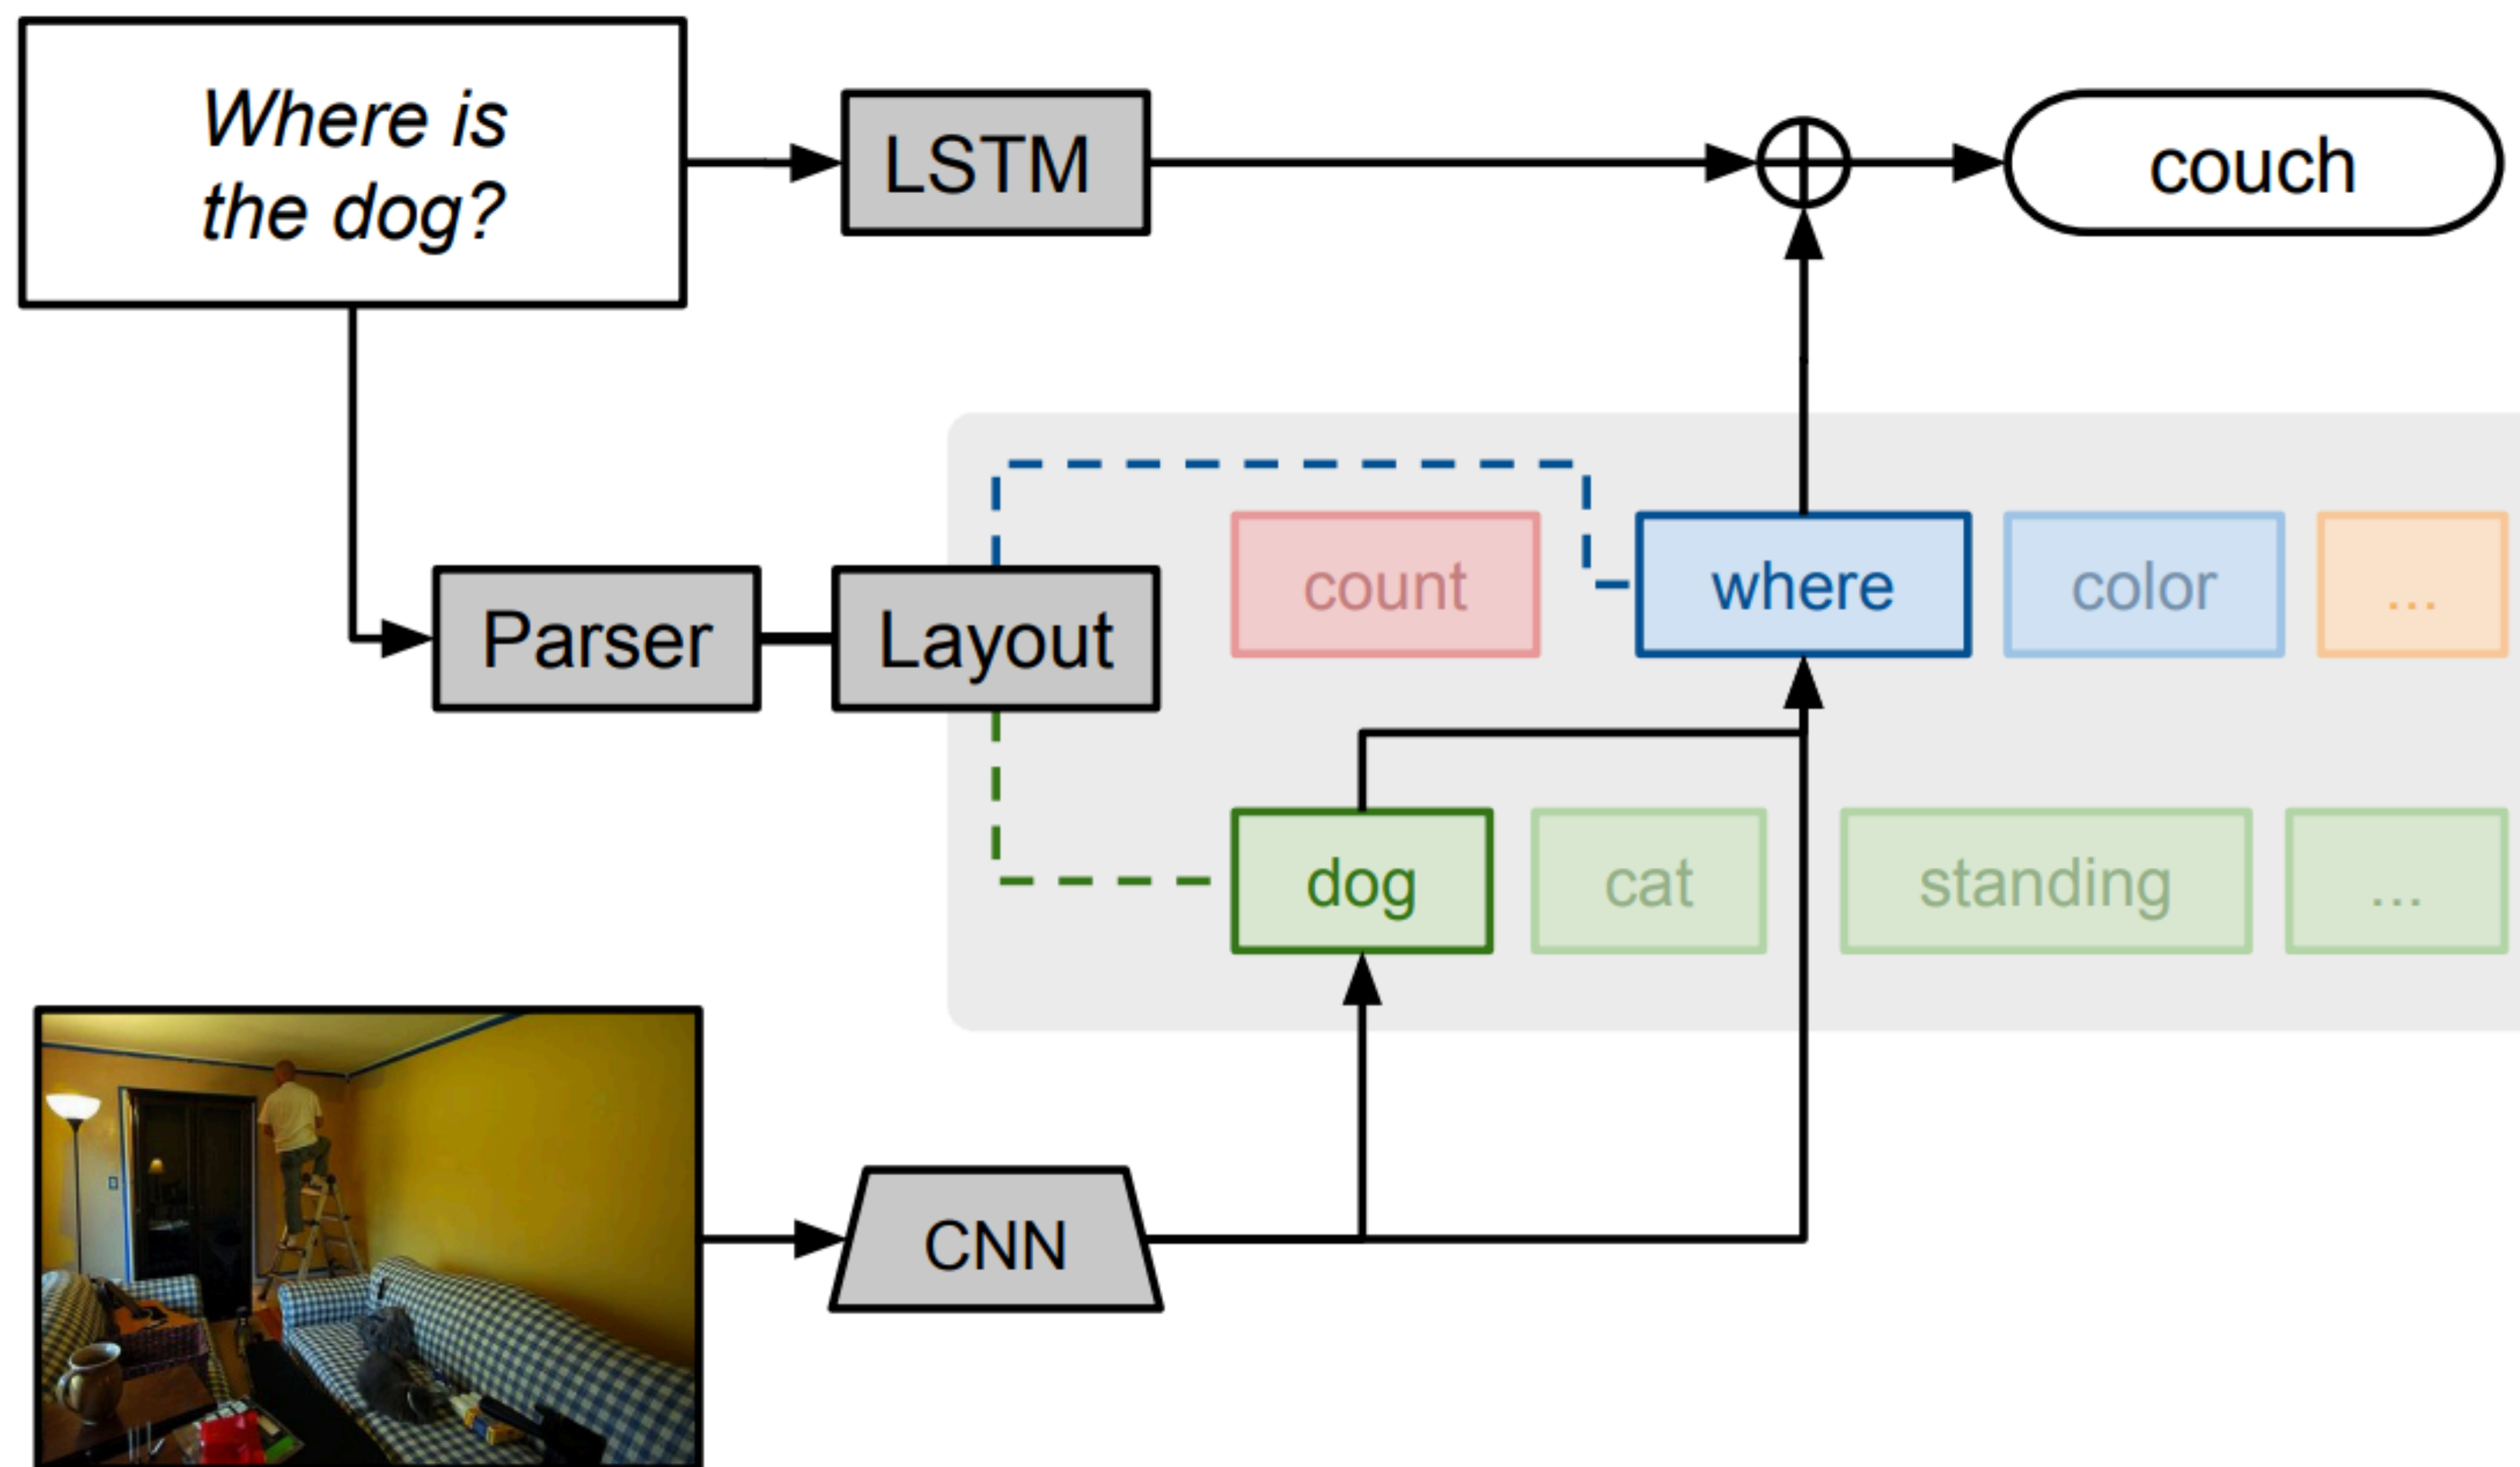 Where is
the dog?
LSTM
couch
count
where
color
...
Parser
Layout
dog
cat
standing
...
CNN